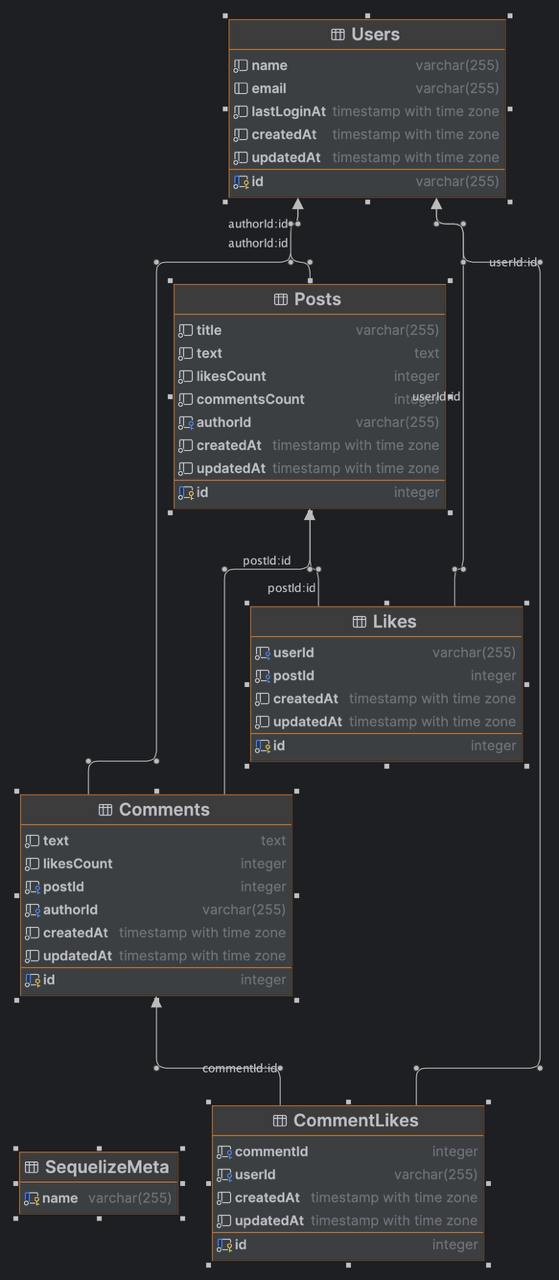 Users
name varchar(255)
email varchar(255)
lastLoginAt timestamp with time zone
createdAt timestamp with time zone
updatedAt timestamp with time zone
id varchar(255)
authorId:id
authorId:id
userId:id
Posts
title varchar(255)
text text
likesCount integer
commentsCount integer
userId:id
authorId varchar(255)
createdAt timestamp with time zone
updatedAt timestamp with time zone
id integer
postId:id
postId:id
Likes
userId varchar(255)
postId integer
createdAt timestamp with time zone
updatedAt timestamp with time zone
id integer
Comments
text text
likesCount integer
postId integer
authorId varchar(255)
createdAt timestamp with time zone
updatedAt timestamp with time zone
id integer
commentId:id
CommentLikes
commentId integer
userId varchar(255)
createdAt timestamp with time zone
updatedAt timestamp with time zone
id integer
SequelizeMeta
name varchar(255)